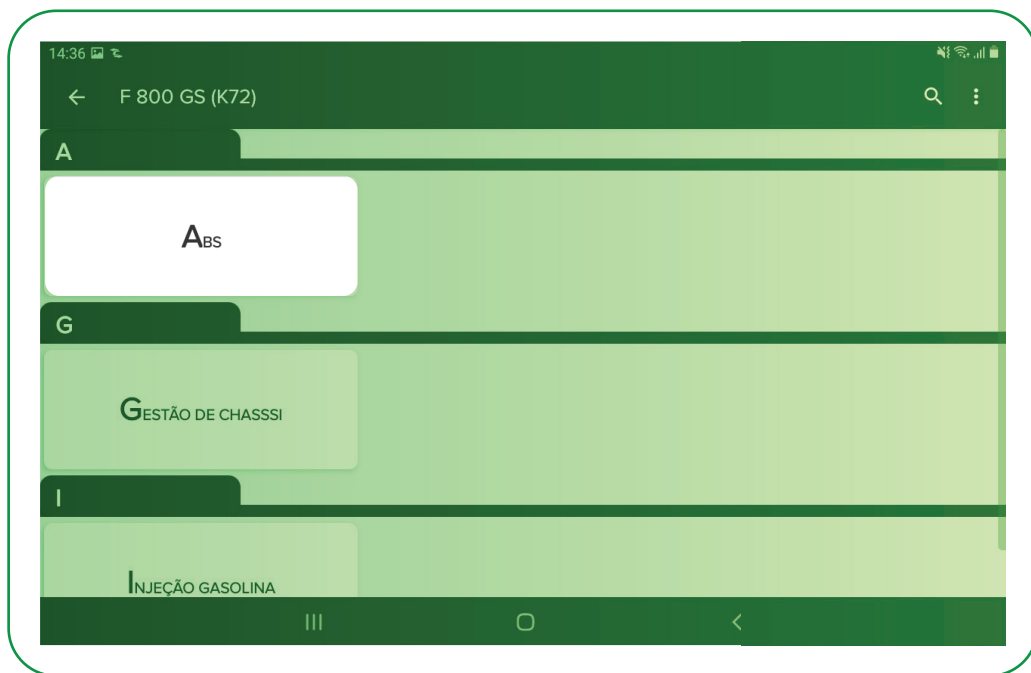 14:36
F 800 GS (K72)
A
ABS
G
GESTÃO DE CHASSSI
I
INJEÇÃO GASOLINA